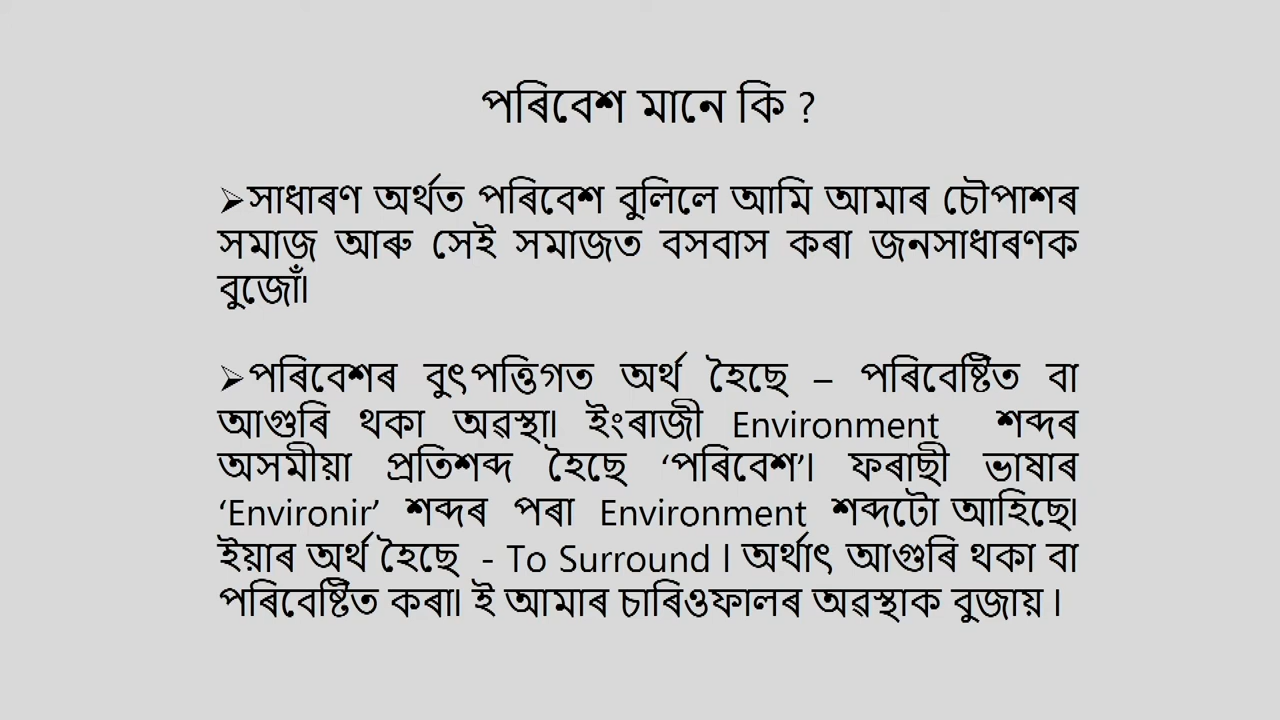 পৰিবেশ মানে কি ?
➢সাধাৰণ অৰ্থত পৰিবেশ বুলিলে আমি আমাৰ চৌপাশৰ
সমাজ আৰু সেই সমাজত বসবাস কৰা জনসাধাৰণক
বুজোঁ৷
➢পৰিবেশৰ বুৎপত্তিগত অৰ্থ হৈছে – পৰিবেষ্টিত বা
আগুৰি থকা অৱস্থা৷ ইংৰাজী Environment শব্দৰ
অসমীয়া প্ৰতিশব্দ হৈছে ‘পৰিবেশ’৷ ফৰাছী ভাষাৰ
‘Environir’ শব্দৰ পৰা Environment শব্দটো আহিছে৷
ইয়াৰ অৰ্থ হৈছে - To Surround । অৰ্থাৎ আগুৰি থকা বা
পৰিবেষ্টিত কৰা৷ ই আমাৰ চাৰিওফালৰ অৱস্থাক বুজায় ।